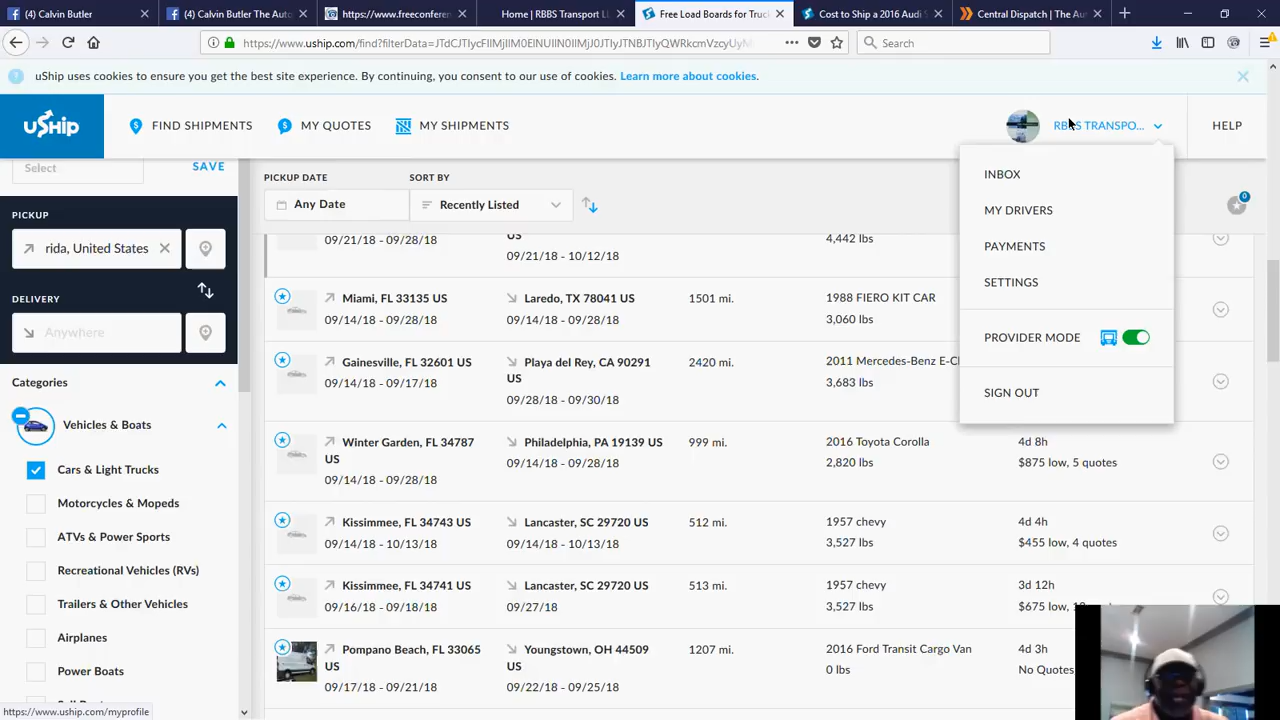 (4) Calvin Butler
(4) Calvin Butler The Auto
https://www.freeconferen
Home | RBBS Transport L
Free Load Boards for Truck
Cost to Ship a 2016 Audi
Central Dispatch | The Au
https://www.uship.com/find?filterData=
Search
uShip uses cookies to ensure you get the best site experience. By continuing, you consent to our use of cookies. Learn more about cookies.
uShip
FIND SHIPMENTS
MY QUOTES
MY SHIPMENTS
RBBS TRANSPO...
HELP
INBOX
MY DRIVERS
PAYMENTS
SETTINGS
PROVIDER MODE
SIGN OUT
Select
SAVE
PICKUP
rida, United States
DELIVERY
Anywhere
Categories
Vehicles & Boats
Cars & Light Trucks
Motorcycles & Mopeds
ATVs & Power Sports
Recreational Vehicles (RVs)
Trailers & Other Vehicles
Airplanes
Power Boats
PICKUP DATE
Any Date
SORT BY
Recently Listed
0
09/21/18 - 09/28/18
US
09/21/18 - 10/12/18
4,442 lbs
Miami, FL 33135 US
09/14/18 - 09/28/18
Laredo, TX 78041 US
09/14/18 - 09/28/18
1501 mi.
1988 FIERO KIT CAR
3,060 lbs
Gainesville, FL 32601 US
09/14/18 - 09/17/18
Playa del Rey, CA 90291
US
09/28/18 - 09/30/18
2420 mi.
2011 Mercedes-Benz E-Cl
3,683 lbs
Winter Garden, FL 34787
US
09/14/18 - 09/28/18
Philadelphia, PA 19139 US
09/14/18 - 09/28/18
999 mi.
2016 Toyota Corolla
2,820 lbs
4d 8h
$875 low, 5 quotes
Kissimmee, FL 34743 US
09/14/18 - 10/13/18
Lancaster, SC 29720 US
09/14/18 - 10/13/18
512 mi.
1957 chevy
3,527 lbs
4d 4h
$455 low, 4 quotes
Kissimmee, FL 34741 US
09/16/18 - 09/18/18
Lancaster, SC 29720 US
09/27/18
513 mi.
1957 chevy
3,527 lbs
3d 12h
$675 low,
Pompano Beach, FL 33065
US
09/17/18 - 09/21/18
Youngstown, OH 44509
US
09/22/18 - 09/25/18
1207 mi.
2016 Ford Transit Cargo Van
0 lbs
4d 3h
No Quotes
https://www.uship.com/myprofile